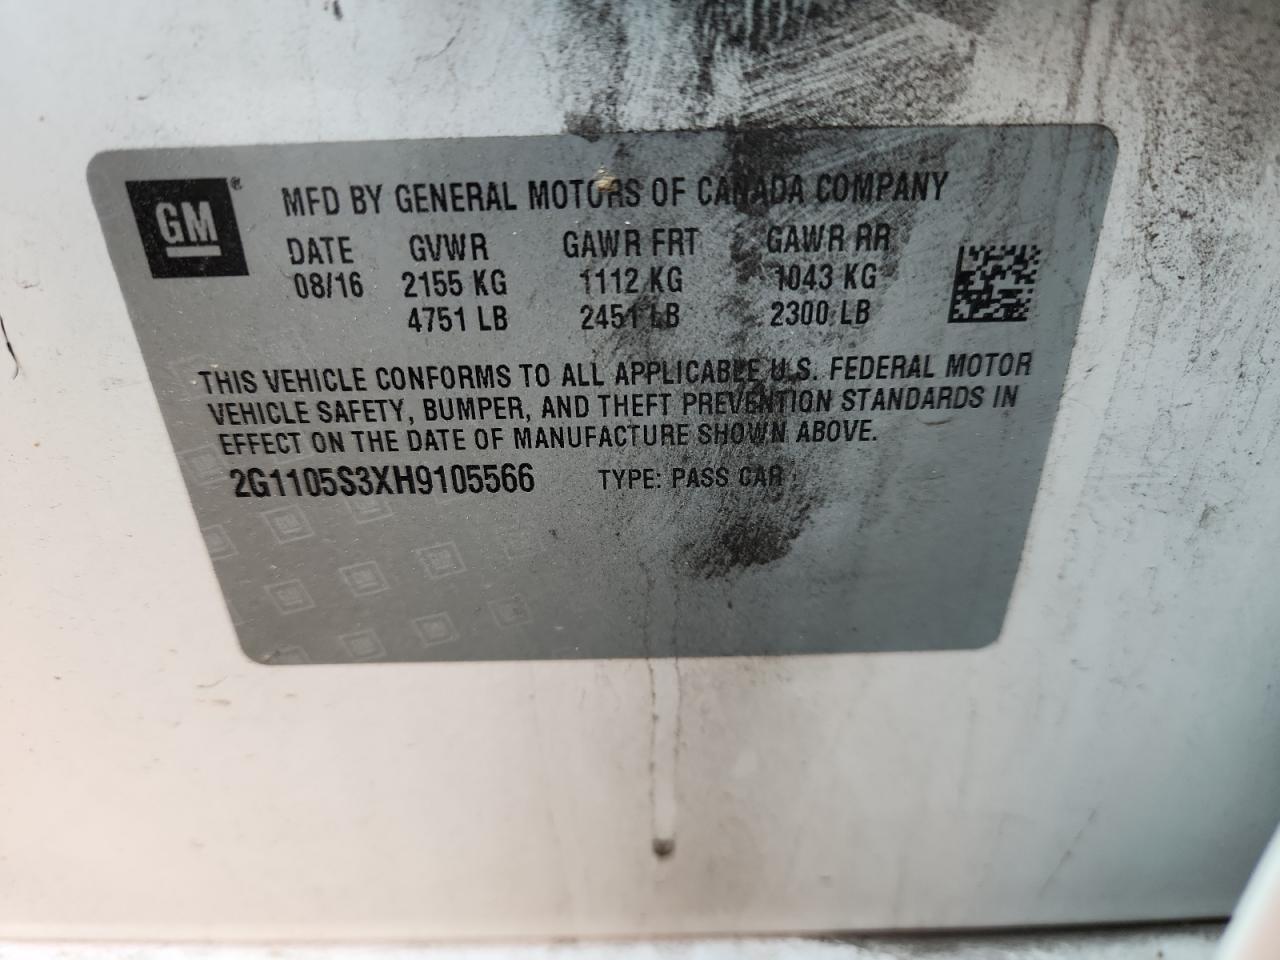 GM®
MFD BY GENERAL MOTORS OF CANADA COMPANY
DATE GVWR GAWR FRT GAWR RR
08/16 2155 KG 1112 KG 1043 KG
4751 LB 2451 LB 2300 LB
THIS VEHICLE CONFORMS TO ALL APPLICABLE U.S. FEDERAL MOTOR
VEHICLE SAFETY, BUMPER, AND THEFT PREVENTION STANDARDS IN
EFFECT ON THE DATE OF MANUFACTURE SHOWN ABOVE.
2G1105S3XH9105566 TYPE: PASS CAR